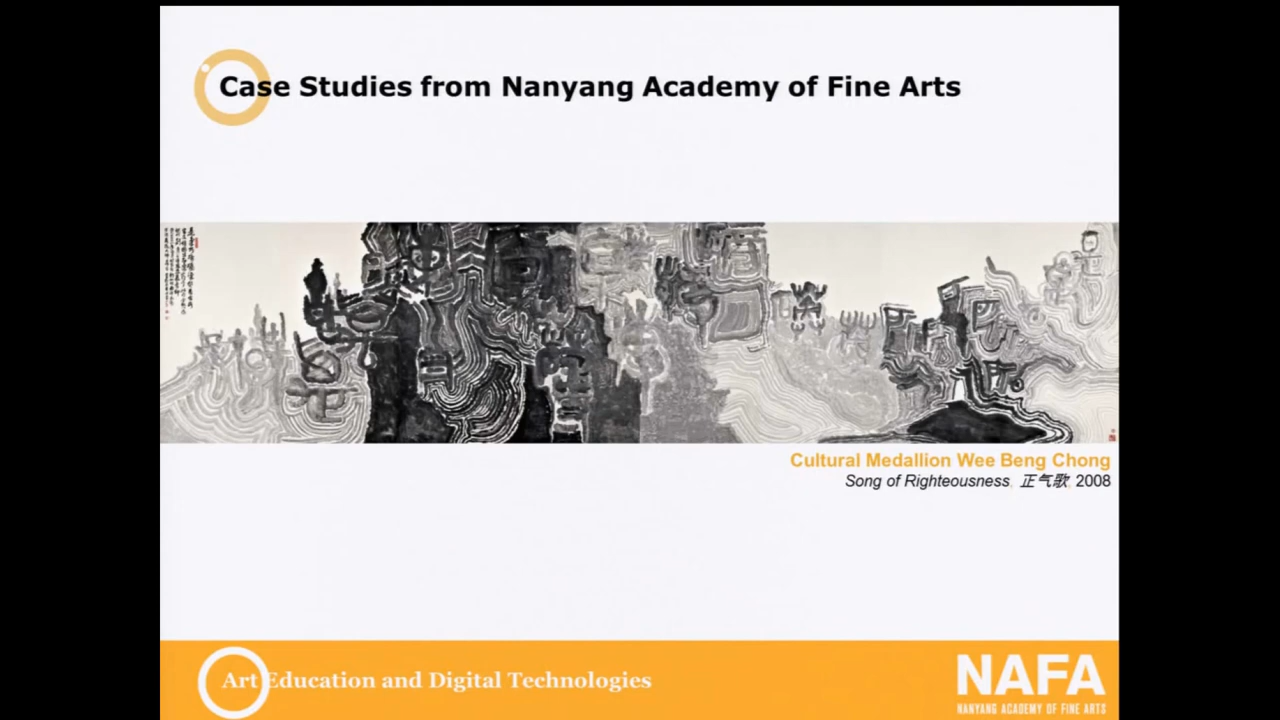 Case Studies from Nanyang Academy of Fine Arts
Cultural Medallion Wee Beng Chong
Song of Righteousness, 正气歌, 2008
Art Education and Digital Technologies
NAFA
NANYANG ACADEMY OF FINE ARTS